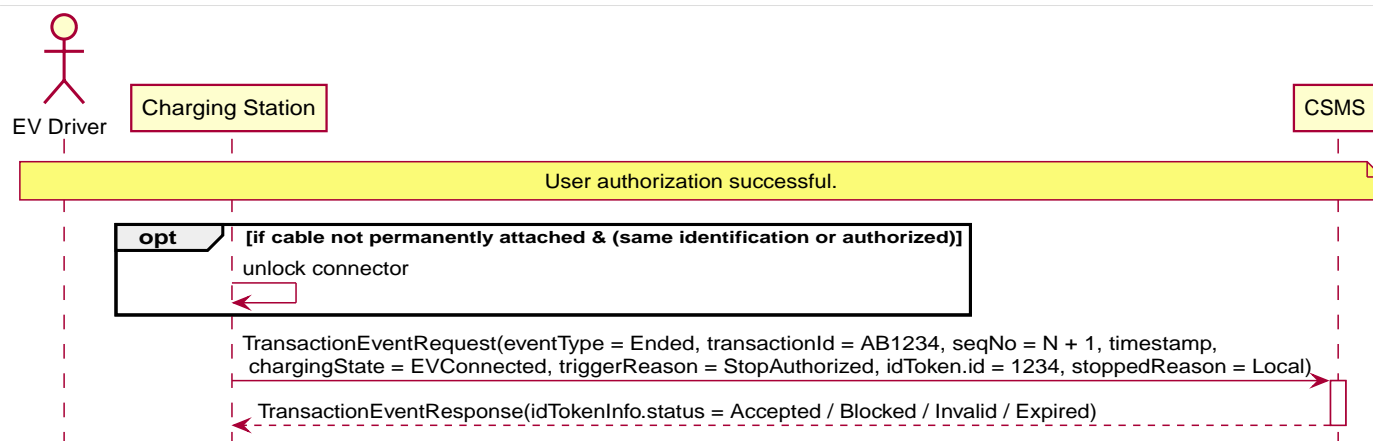 EV Driver
Charging Station
CSMS
User authorization successful.
opt
[if cable not permanently attached & (same identification or authorized)]
unlock connector
TransactionEventRequest(eventType = Ended, transactionId = AB1234, seqNo = N + 1, timestamp,
chargingState = EVConnected, triggerReason = StopAuthorized, idToken.id = 1234, stoppedReason = Local)
TransactionEventResponse(idTokenInfo.status = Accepted / Blocked / Invalid / Expired)